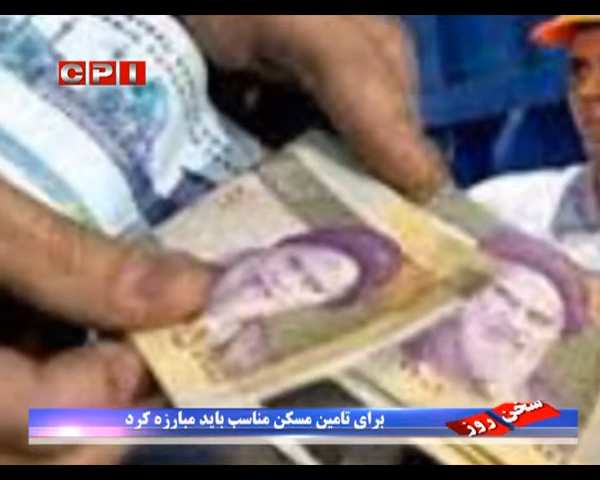 CPI
برای تامین مسکن مناسب باید مبارزه کرد
سخن روز